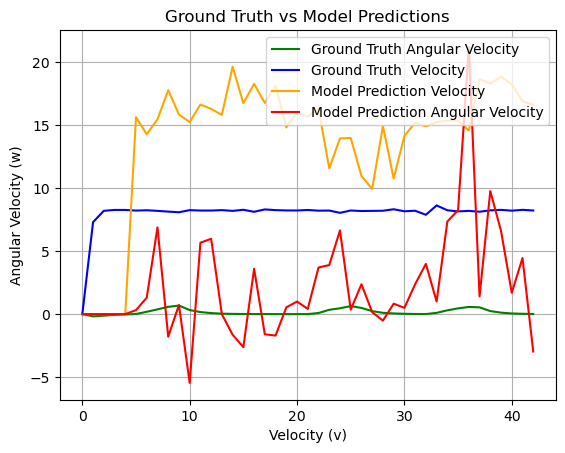 Ground Truth vs Model Predictions
Ground Truth Angular Velocity
Ground Truth  Velocity
Model Prediction Velocity
Model Prediction Angular Velocity
Angular Velocity (w)
20
15
10
5
0
−5
0
10
20
30
40
Velocity (v)